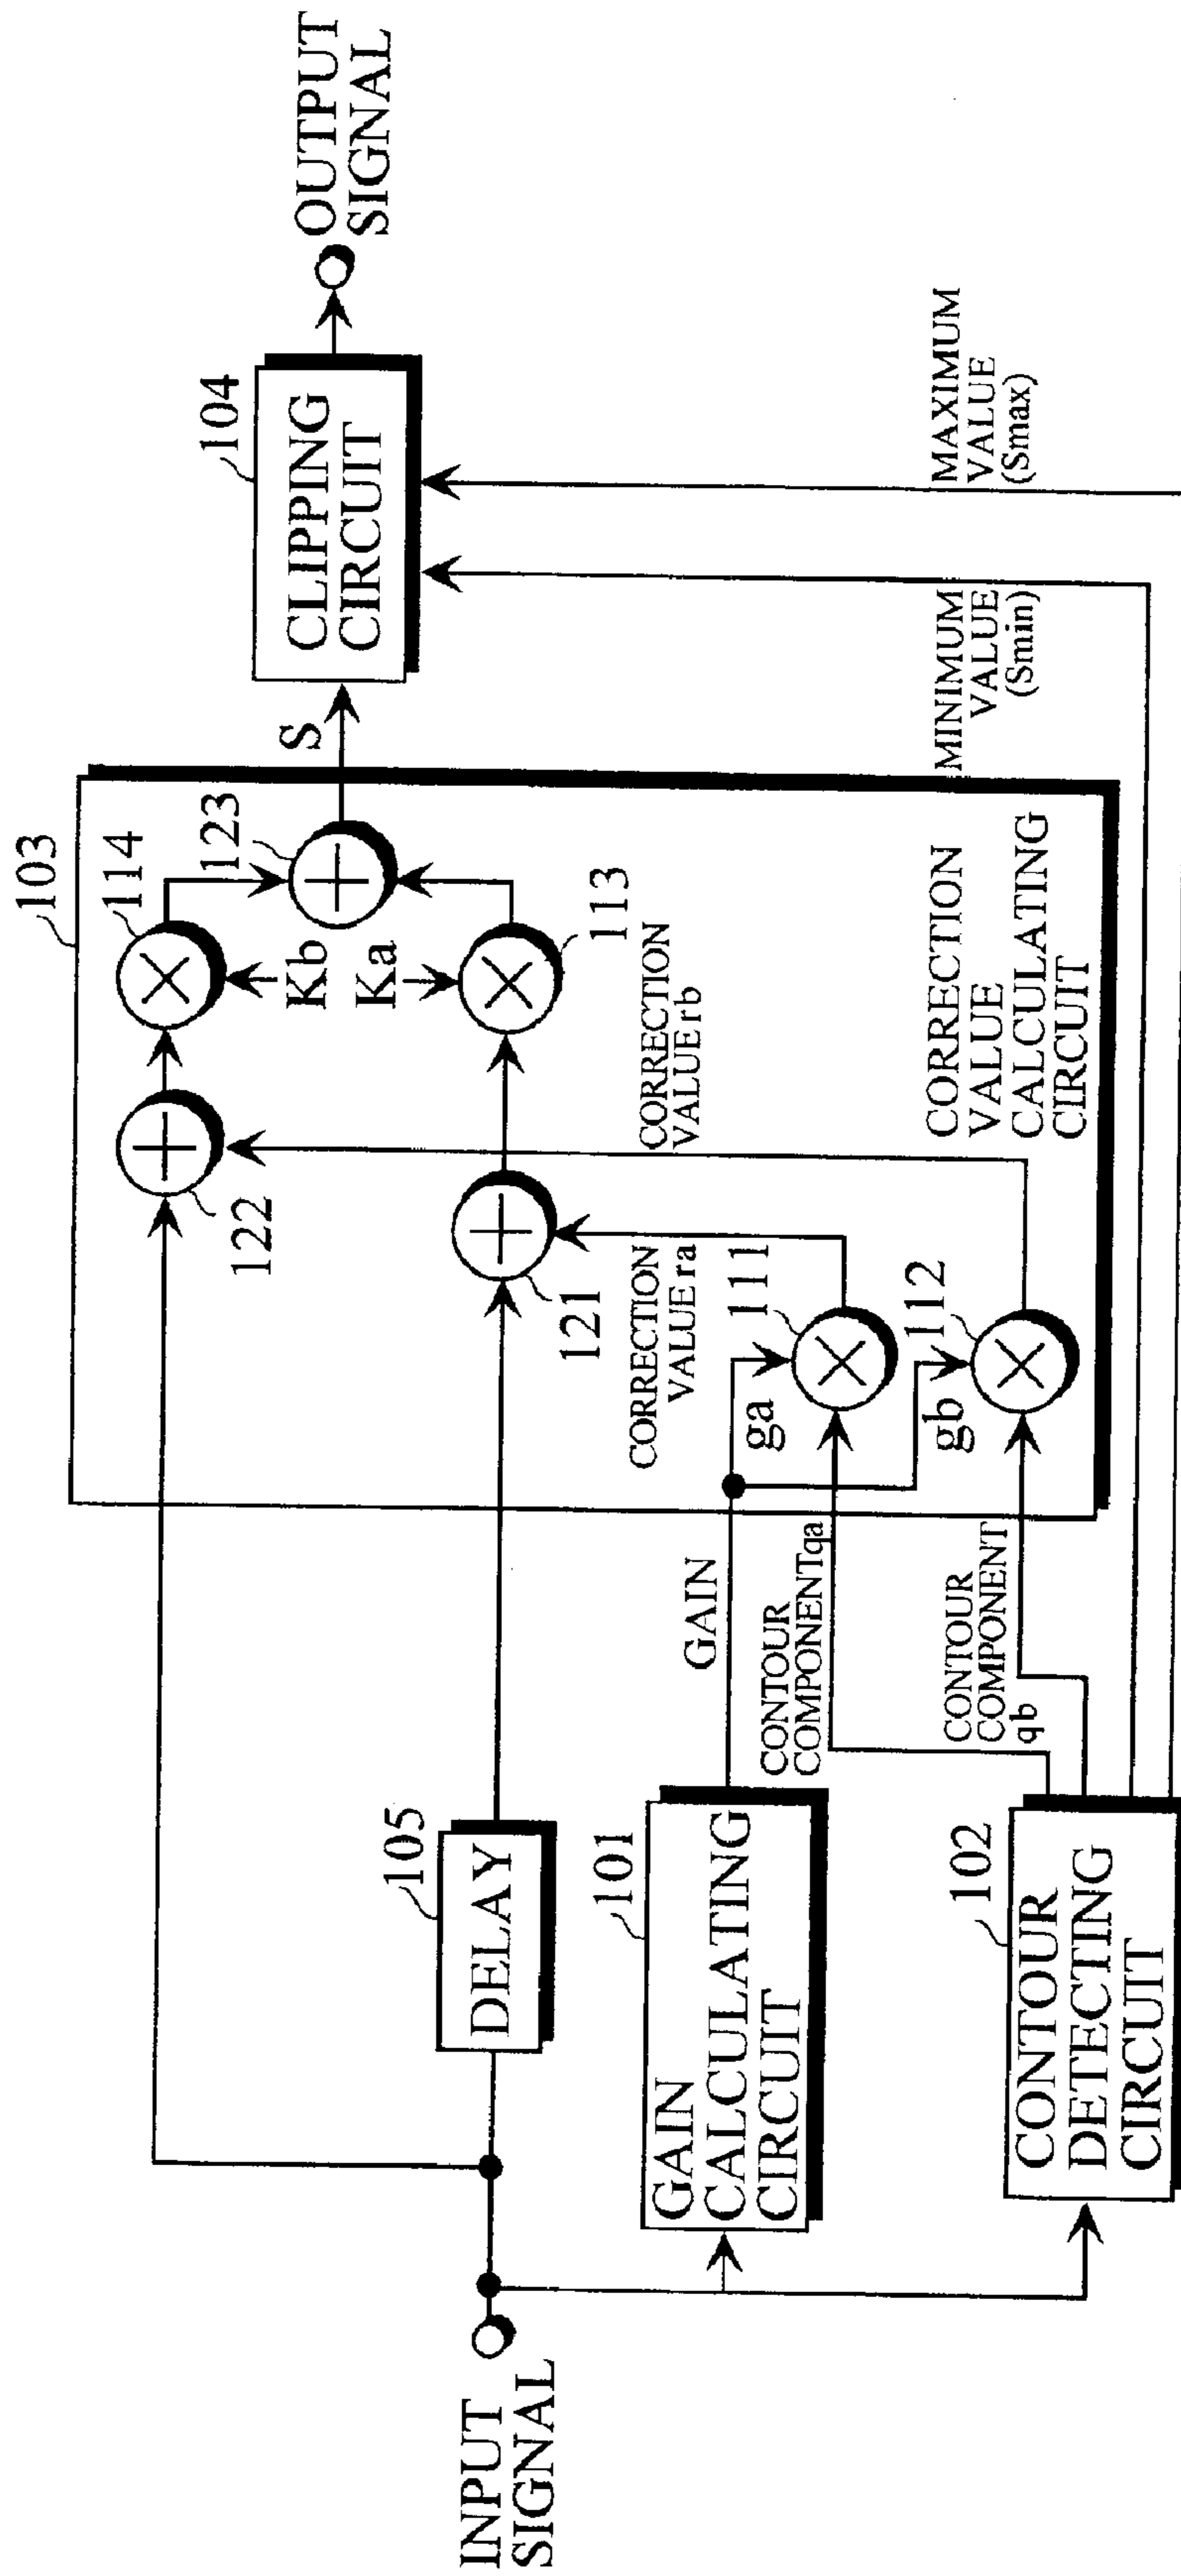 INPUT
SIGNAL
105
DELAY
101
GAIN
CALCULATING
CIRCUIT
102
CONTOUR
DETECTING
CIRCUIT
GAIN
CONTOUR
COMPONENTqa
CONTOUR
COMPONENT
qb
103
122
114
123
Kb
Ka
121
113
CORRECTION
VALUE ra
CORRECTION
VALUE rb
ga
111
gb
112
CORRECTION
VALUE
CALCULATING
CIRCUIT
S
104
CLIPPING
CIRCUIT
MINIMUM
VALUE
(Smin)
MAXIMUM
VALUE
(Smax)
OUTPUT
SIGNAL